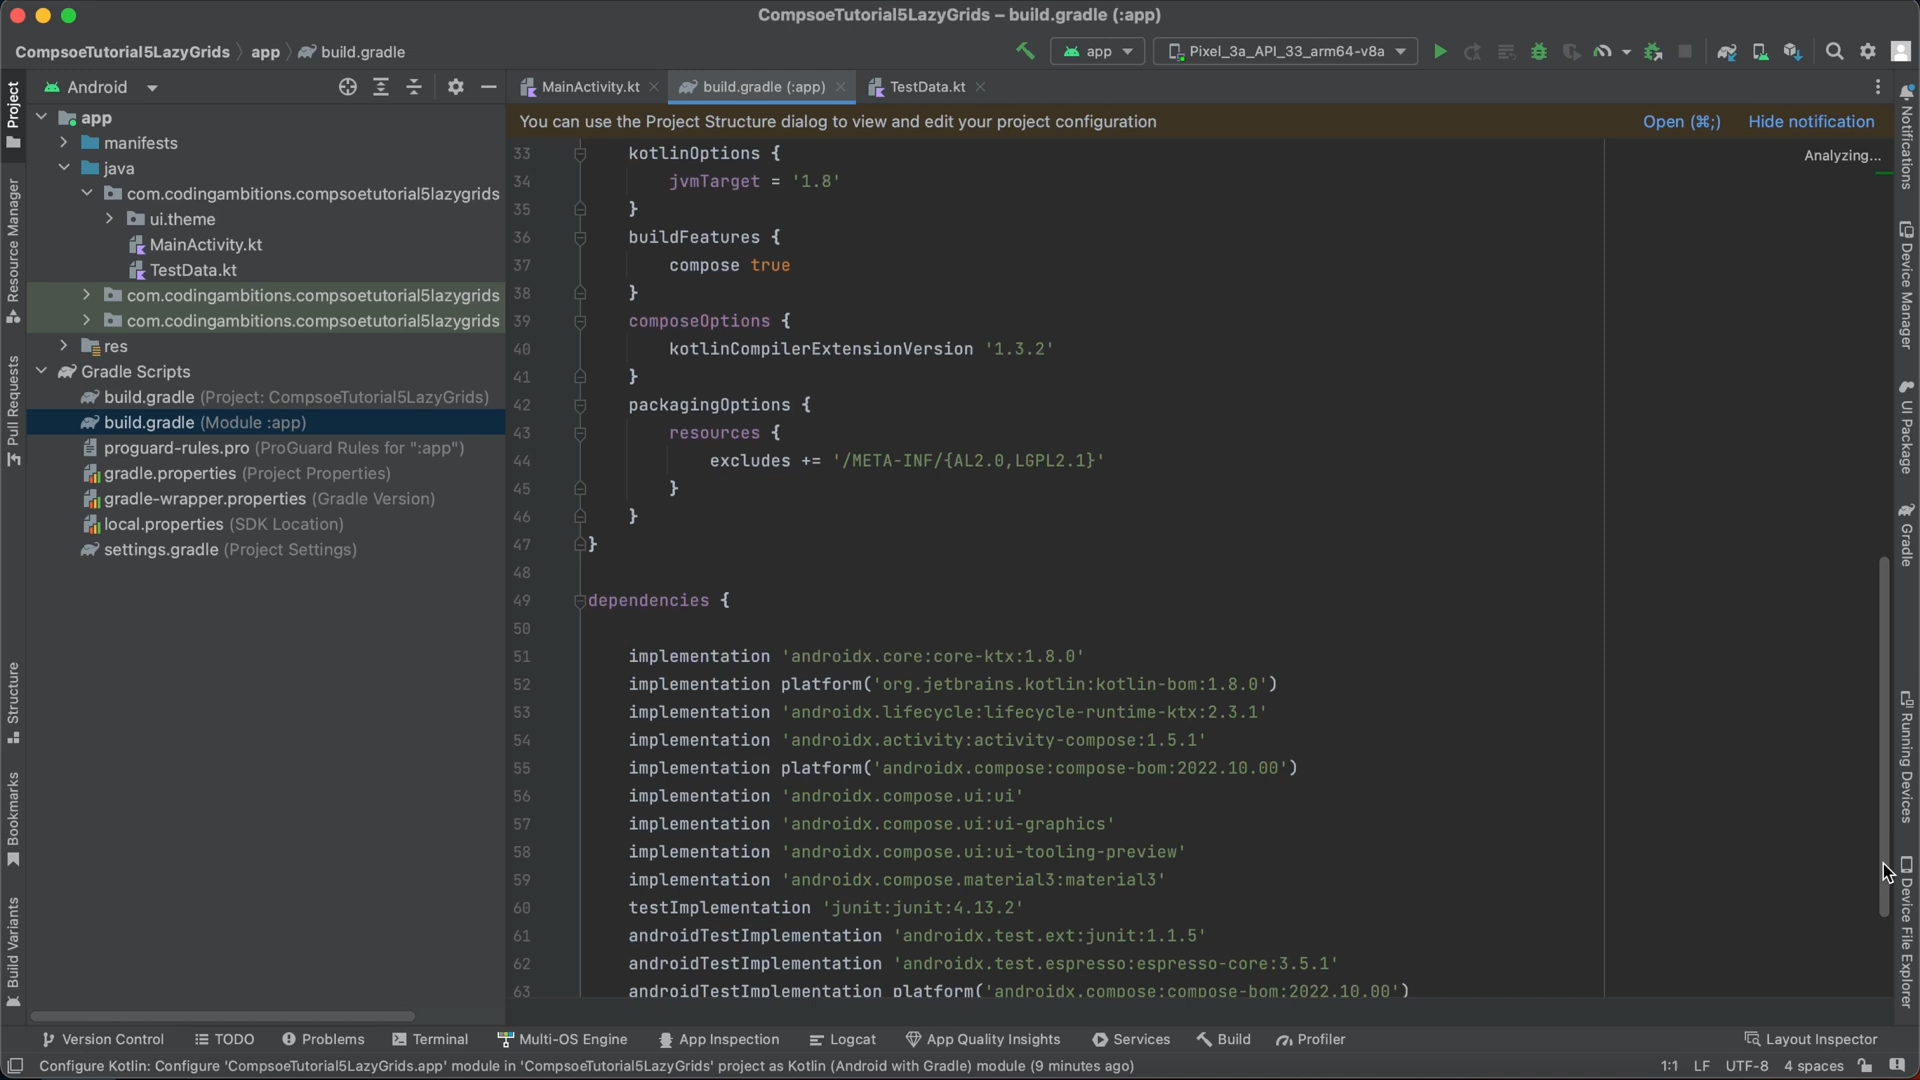 CompsoeTutorial5LazyGrids – build.gradle (:app)
CompsoeTutorial5LazyGrids app build.gradle
app Pixel_3a_API_33_arm64-v8a
Android
MainActivity.kt build.gradle (:app) TestData.kt
You can use the Project Structure dialog to view and edit your project configuration Open (⌘;) Hide notification
Analyzing...
Project
Resource Manager
Pull Requests
Structure
Bookmarks
Build Variants
app
manifests
java
com.codingambitions.compsoetutorial5lazygrids
ui.theme
MainActivity.kt
TestData.kt
com.codingambitions.compsoetutorial5lazygrids
com.codingambitions.compsoetutorial5lazygrids
res
Gradle Scripts
build.gradle (Project: CompsoeTutorial5LazyGrids)
build.gradle (Module :app)
proguard-rules.pro (ProGuard Rules for ":app")
gradle.properties (Project Properties)
gradle-wrapper.properties (Gradle Version)
local.properties (SDK Location)
settings.gradle (Project Settings)
33 kotlinOptions {
34 jvmTarget = '1.8'
35 }
36 buildFeatures {
37 compose true
38 }
39 composeOptions {
40 kotlinCompilerExtensionVersion '1.3.2'
41 }
42 packagingOptions {
43 resources {
44 excludes += '/META-INF/{AL2.0,LGPL2.1}'
45 }
46 }
47 }
48
49 dependencies {
50
51 implementation 'androidx.core:core-ktx:1.8.0'
52 implementation platform('org.jetbrains.kotlin:kotlin-bom:1.8.0')
53 implementation 'androidx.lifecycle:lifecycle-runtime-ktx:2.3.1'
54 implementation 'androidx.activity:activity-compose:1.5.1'
55 implementation platform('androidx.compose:compose-bom:2022.10.00')
56 implementation 'androidx.compose.ui:ui'
57 implementation 'androidx.compose.ui:ui-graphics'
58 implementation 'androidx.compose.ui:ui-tooling-preview'
59 implementation 'androidx.compose.material3:material3'
60 testImplementation 'junit:junit:4.13.2'
61 androidTestImplementation 'androidx.test.ext:junit:1.1.5'
62 androidTestImplementation 'androidx.test.espresso:espresso-core:3.5.1'
63 androidTestImplementation platform('androidx.compose:compose-bom:2022.10.00')
Notifications
Device Manager
UI Package
Gradle
Running Devices
Device File Explorer
Version Control TODO Problems Terminal Multi-OS Engine App Inspection Logcat App Quality Insights Services Build Profiler Layout Inspector
Configure Kotlin: Configure 'CompsoeTutorial5LazyGrids.app' module in 'CompsoeTutorial5LazyGrids' project as Kotlin (Android with Gradle) module (9 minutes ago) 1:1 LF UTF-8 4 spaces